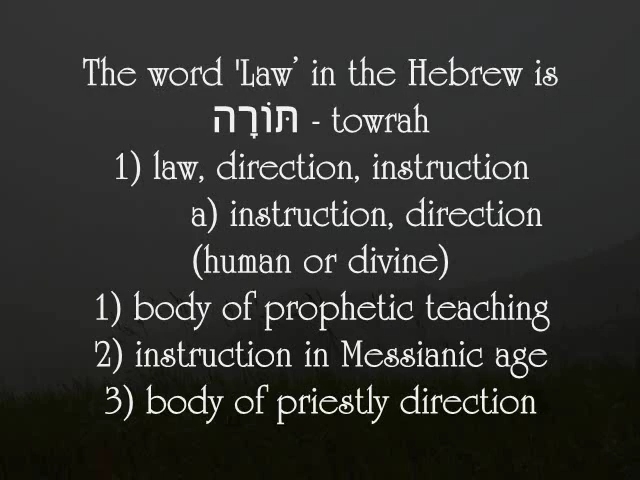 The word 'Law’ in the Hebrew is
תּוֹרָה - towrah
1) law, direction, instruction
a) instruction, direction
(human or divine)
1) body of prophetic teaching
2) instruction in Messianic age
3) body of priestly direction